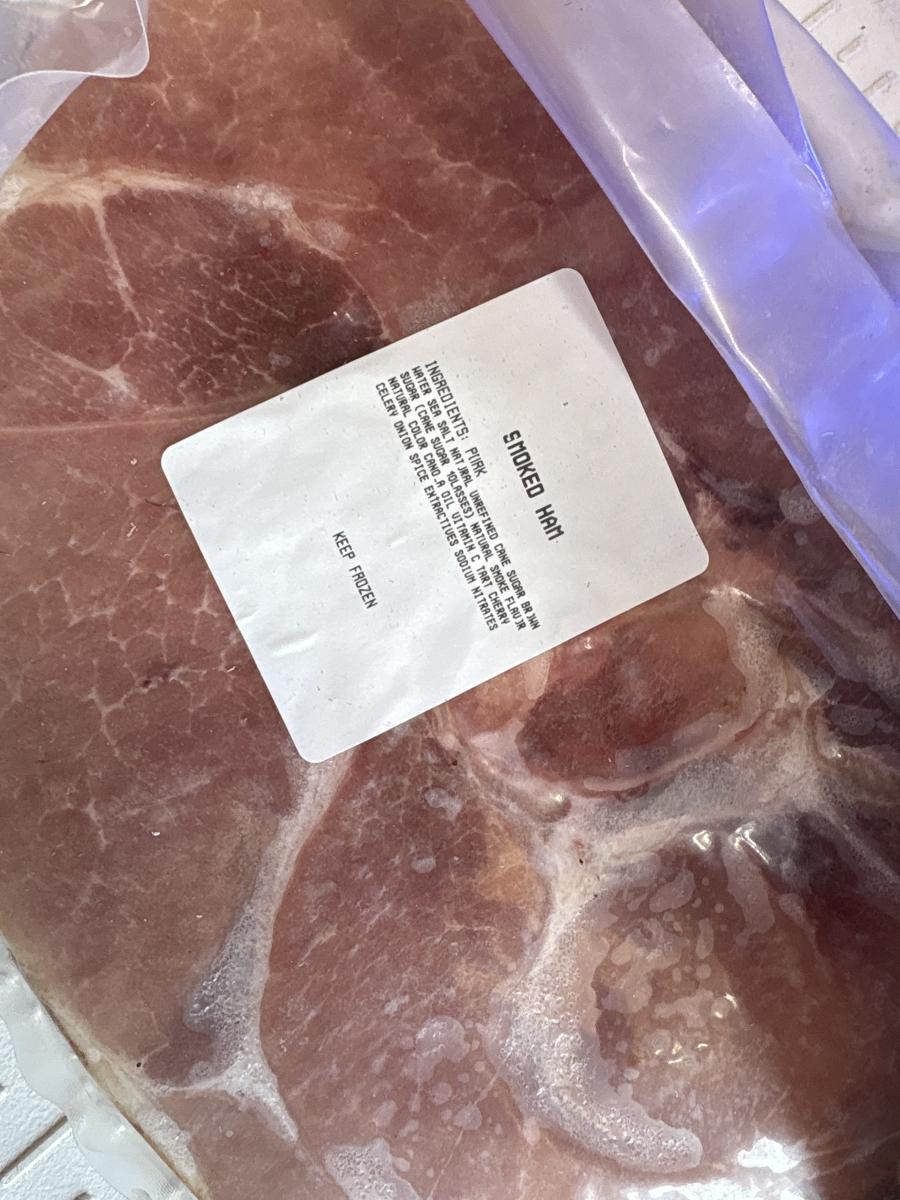 SMOKED HAM
INGREDIENTS: PORK
WATER SEA SALT NATURAL UNREFINED CANE SUGAR BROWN
SUGAR (CANE SUGAR MOLASSES) NATURAL SMOKE FLAVOR
NATURAL COLOR CANOLA OIL VITAMIN C TART CHERRY
CELERY ONION SPICE EXTRACTIVES SODIUM NITRATES
KEEP FROZEN